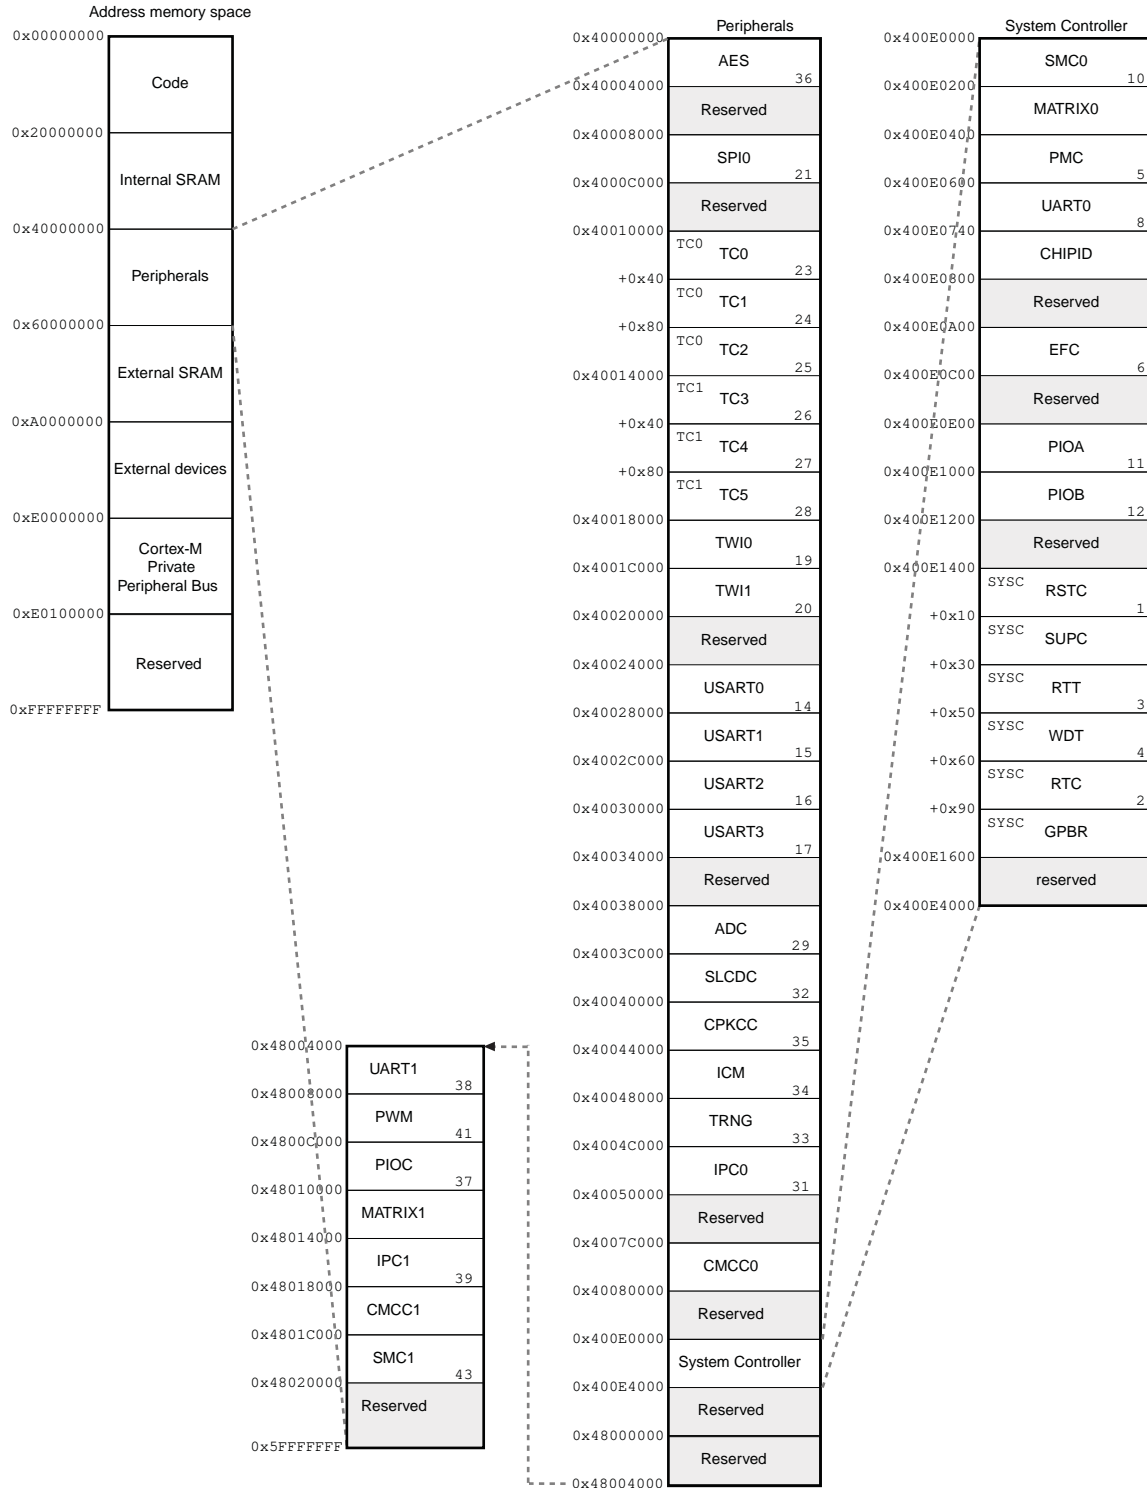 Address memory space
0x00000000
Code
0x20000000
Internal SRAM
0x40000000
Peripherals
0x60000000
External SRAM
0xA0000000
External devices
0xE0000000
Cortex-M
Private
Peripheral Bus
0xE0100000
Reserved
0xFFFFFFFF
0x48004000
UART1
38
0x48008000
PWM
41
0x4800C000
PIOC
37
0x48010000
MATRIX1
0x48014000
IPC1
39
0x48018000
CMCC1
0x4801C000
SMC1
43
0x48020000
Reserved
0x5FFFFFFF
Peripherals
0x40000000
AES
36
0x40004000
Reserved
0x40008000
SPI0
21
0x4000C000
Reserved
0x40010000
TC0
TC0
23
+0x40
TC0
TC1
24
+0x80
TC0
TC2
25
0x40014000
TC1
TC3
26
+0x40
TC1
TC4
27
+0x80
TC1
TC5
28
0x40018000
TWI0
19
0x4001C000
TWI1
20
0x40020000
Reserved
0x40024000
USART0
14
0x40028000
USART1
15
0x4002C000
USART2
16
0x40030000
USART3
17
0x40034000
Reserved
0x40038000
ADC
29
0x4003C000
SLCDC
32
0x40040000
CPKCC
35
0x40044000
ICM
34
0x40048000
TRNG
33
0x4004C000
IPC0
31
0x40050000
Reserved
0x4007C000
CMCC0
0x40080000
Reserved
0x400E0000
System Controller
0x400E4000
Reserved
0x48000000
Reserved
0x48004000
System Controller
0x400E0000
SMC0
10
0x400E0200
MATRIX0
0x400E0400
PMC
5
0x400E0600
UART0
8
0x400E0740
CHIPID
0x400E0800
Reserved
0x400E0A00
EFC
6
0x400E0C00
Reserved
0x400E0E00
PIOA
11
0x400E1000
PIOB
12
0x400E1200
Reserved
0x400E1400
SYSC
RSTC
1
+0x10
SYSC
SUPC
+0x30
SYSC
RTT
3
+0x50
SYSC
WDT
4
+0x60
SYSC
RTC
2
+0x90
SYSC
GPBR
0x400E1600
reserved
0x400E4000